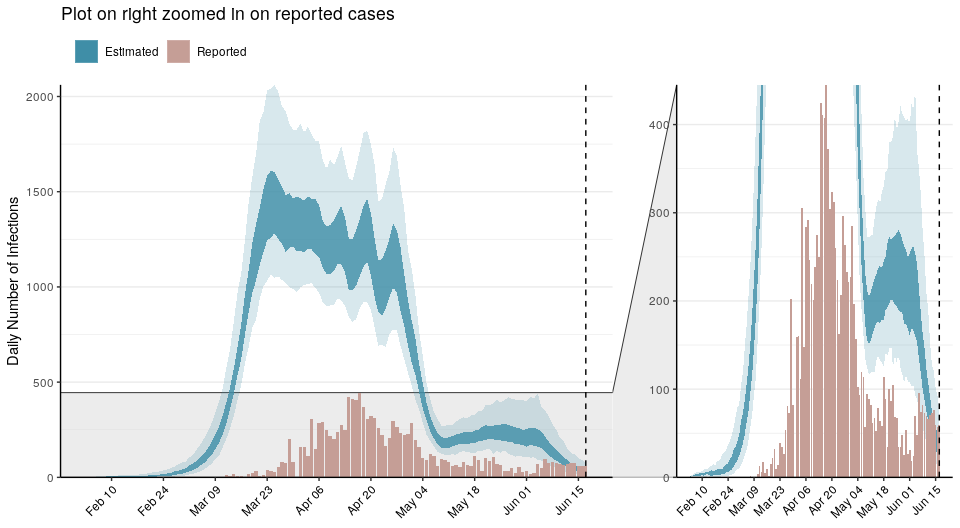 Plot on right zoomed in on reported cases
Estimated Reported
Daily Number of Infections
2000
1500
1000
500
0
Feb 10 Feb 24 Mar 09 Mar 23 Apr 06 Apr 20 May 04 May 18 Jun 01 Jun 15
400
300
200
100
0
Feb 10 Feb 24 Mar 09 Mar 23 Apr 06 Apr 20 May 04 May 18 Jun 01 Jun 15